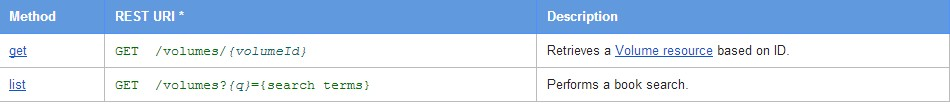 Method REST URI * Description
get GET /volumes/{volumeId} Retrieves a Volume resource based on ID.
list GET /volumes?{q}={search terms} Performs a book search.